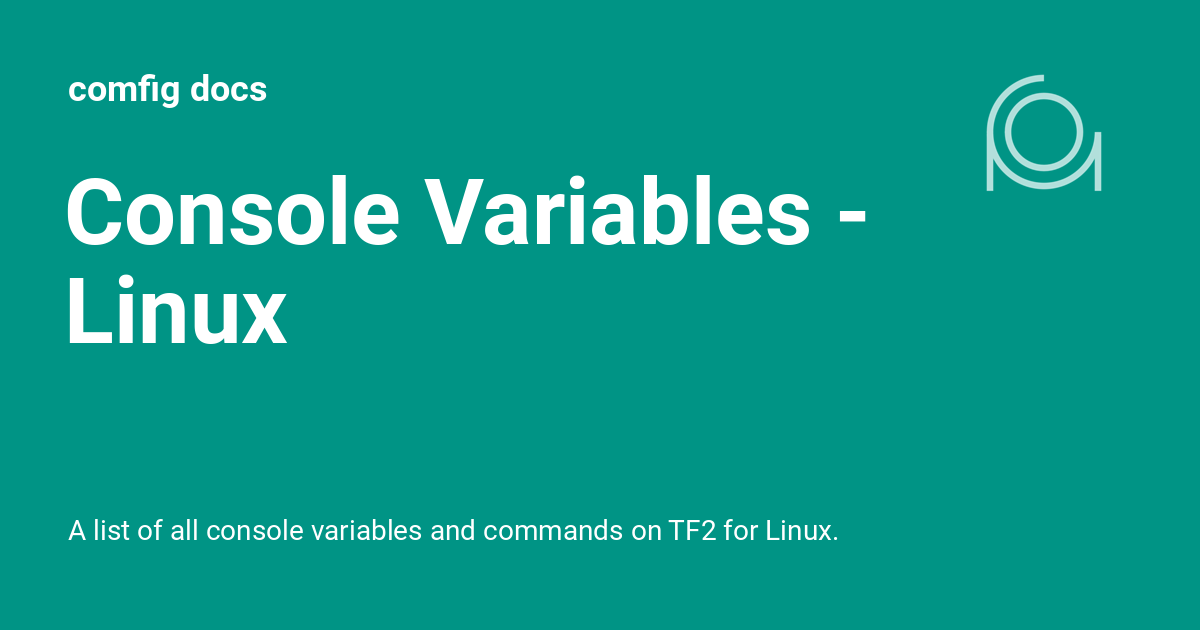 comfig docs
Console Variables -
Linux
A list of all console variables and commands on TF2 for Linux.